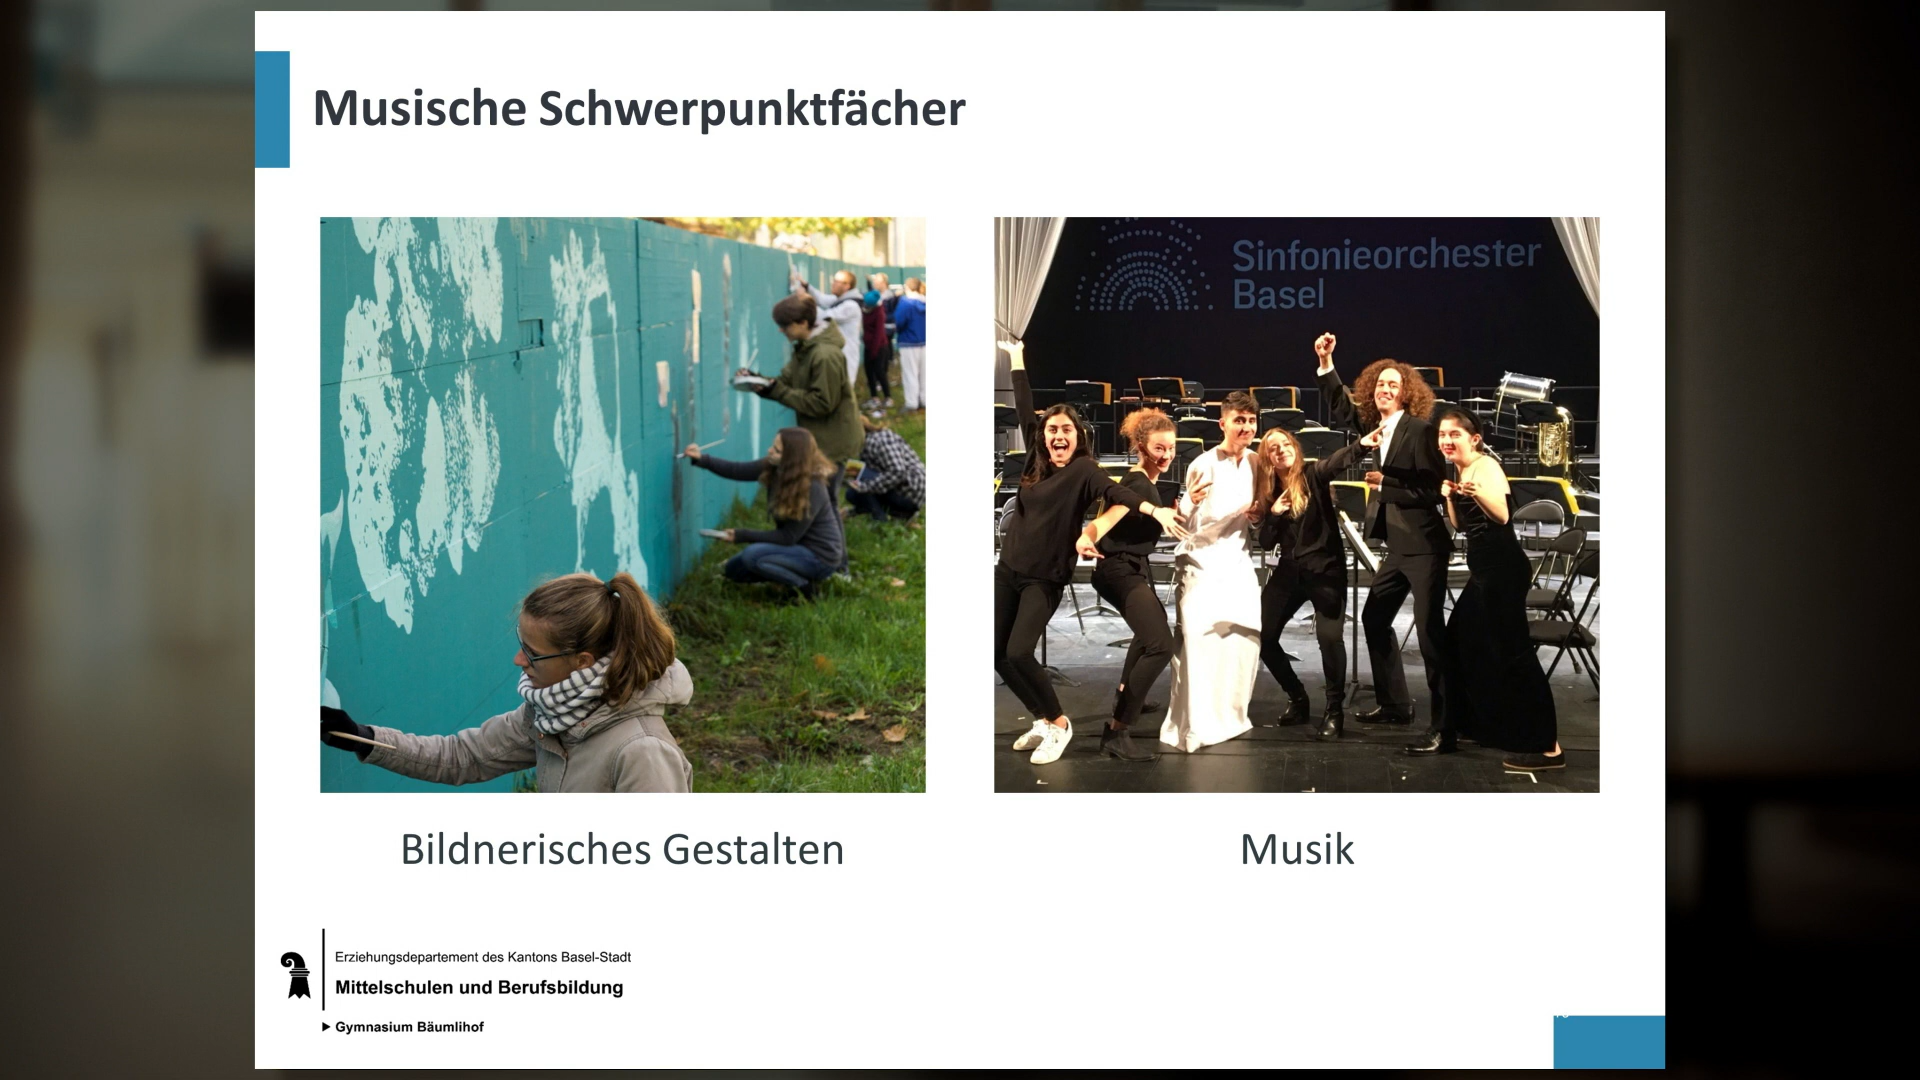 Musische Schwerpunktfächer
Sinfonieorchester
Basel
Bildnerisches Gestalten
Musik
Erziehungsdepartement des Kantons Basel-Stadt
Mittelschulen und Berufsbildung
Gymnasium Bäumlihof